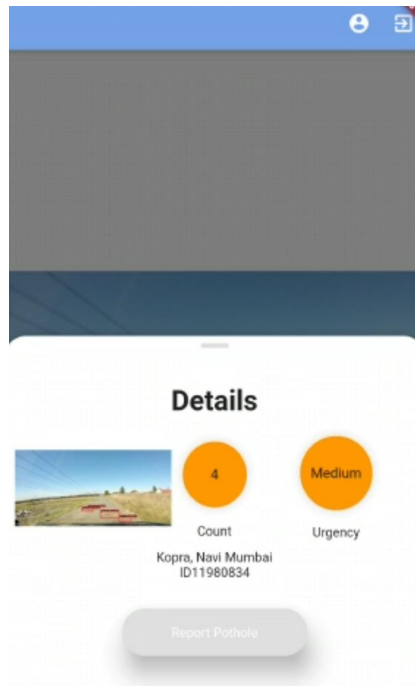 Details
4
Medium
Count
Urgency
Kopra, Navi Mumbai
ID11980834
Report Pothole